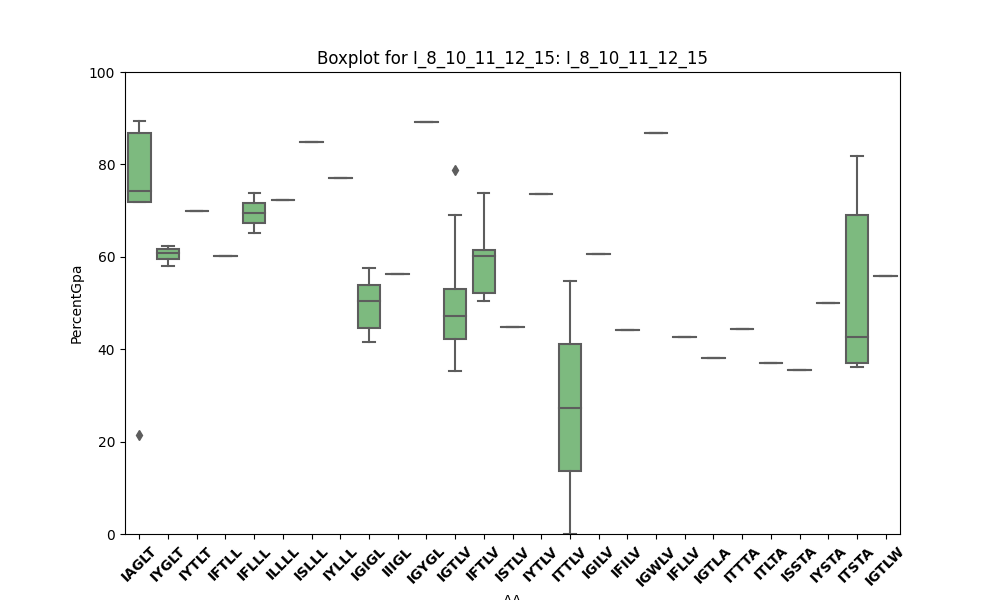 Boxplot for I_8_10_11_12_15: I_8_10_11_12_15
100
80
60
40
20
0
PercentGpa
IAGLT IYGLT IYTLT IFTLL IFLLL ILLLL ISLLL IYLLL IGIGL IIIGL IGYGL IGTLV IFTLV ISTLV IYTLV ITTLV IGILV IFILV IGWLV IFLLV IGTLA ITTTA ITLTA ISSTA IYSTA ITSTA IGTLW
AA